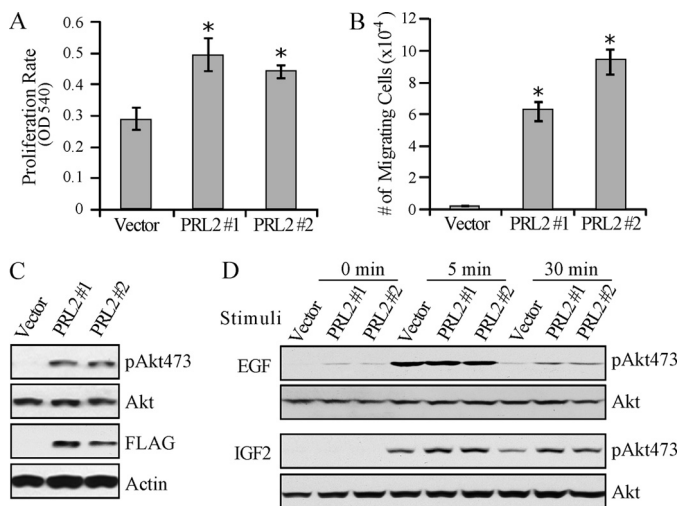 A
Proliferation Rate
(OD 540)
0.6
0.5
0.4
0.3
0.2
0.1
0
*
*
Vector
PRL2 #1
PRL2 #2
B
# of Migrating Cells (x10-4)
12
10
8
6
4
2
0
*
*
Vector
PRL2 #1
PRL2 #2
C
Vector
PRL2 #1
PRL2 #2
pAkt473
Akt
FLAG
Actin
D
0 min
5 min
30 min
Stimuli
Vector
PRL2 #1
PRL2 #2
Vector
PRL2 #1
PRL2 #2
Vector
PRL2 #1
PRL2 #2
EGF
pAkt473
Akt
IGF2
pAkt473
Akt